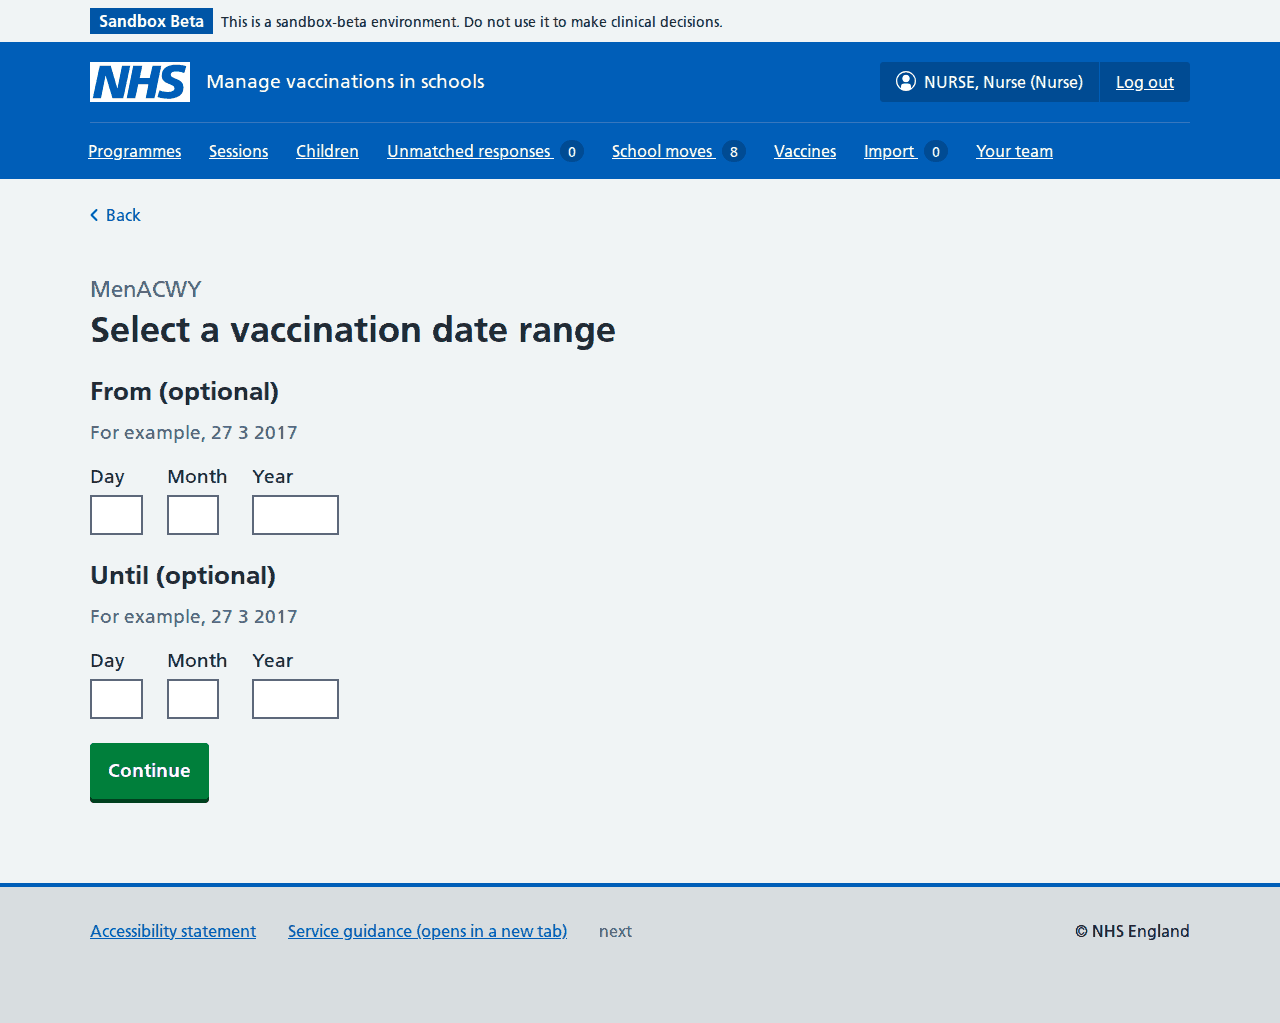 Sandbox Beta This is a sandbox-beta environment. Do not use it to make clinical decisions.
NHS Manage vaccinations in schools NURSE, Nurse (Nurse) Log out
Programmes Sessions Children Unmatched responses 0 School moves 8 Vaccines Import 0 Your team
Back
MenACWY
Select a vaccination date range
From (optional)
For example, 27 3 2017
Day Month Year
Until (optional)
For example, 27 3 2017
Day Month Year
Continue
Accessibility statement Service guidance (opens in a new tab) next © NHS England